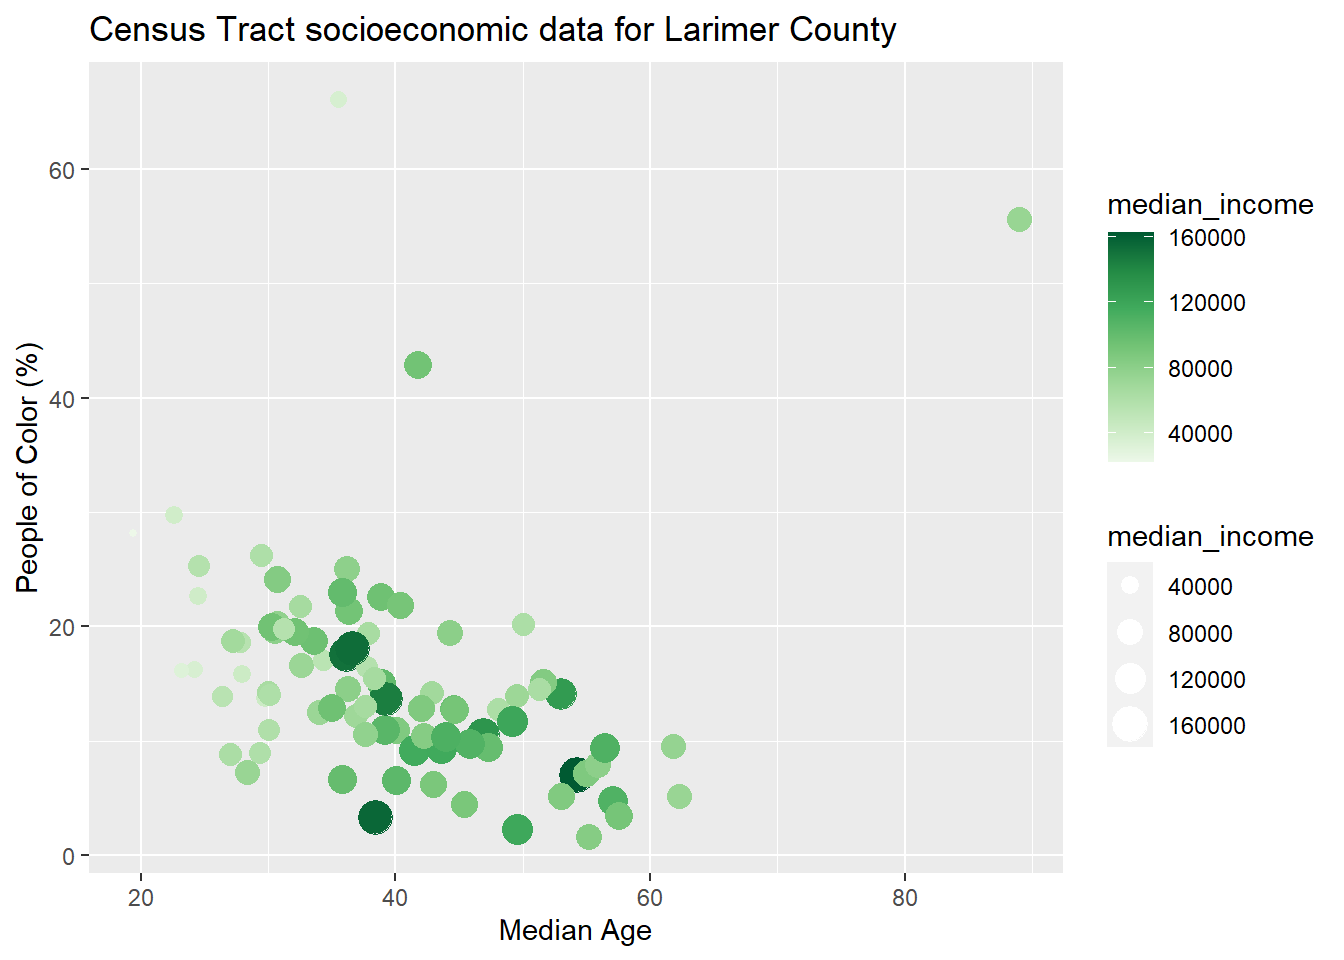 Census Tract socioeconomic data for Larimer County
People of Color (%)
60
40
20
0
20 40 60 80
Median Age
median_income
160000
120000
80000
40000
median_income
40000
80000
120000
160000